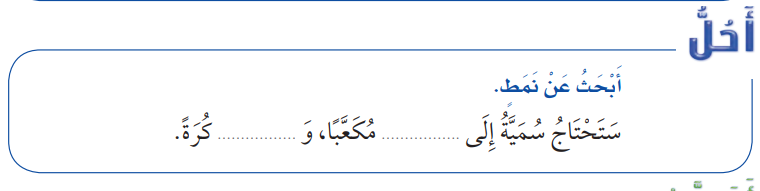 أَحُلُّ
أَبْحَثُ عَنْ نَمَطٍ.
سَتَحْتَاجُ سُمَيَّةُ إِلَى ................ مُكَعَّبًا، وَ ................ كُرَةً.